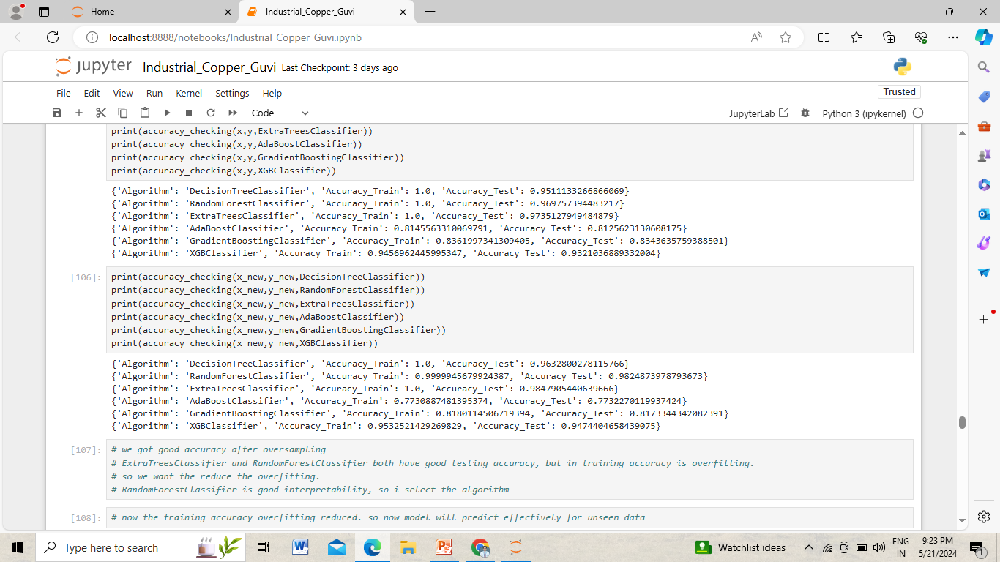 Home
Industrial_Copper_Guvi
localhost:8888/notebooks/Industrial_Copper_Guvi.ipynb
jupyter Industrial_Copper_Guvi Last Checkpoint: 3 days ago
File Edit View Run Kernel Settings Help
Trusted
Code
JupyterLab
Python 3 (ipykernel)
print(accuracy_checking(x,y,ExtraTreesClassifier))
print(accuracy_checking(x,y,AdaBoostClassifier))
print(accuracy_checking(x,y,GradientBoostingClassifier))
print(accuracy_checking(x,y,XGBClassifier))
{'Algorithm': 'DecisionTreeClassifier', 'Accuracy_Train': 1.0, 'Accuracy_Test': 0.9511133266866069}
{'Algorithm': 'RandomForestClassifier', 'Accuracy_Train': 1.0, 'Accuracy_Test': 0.969757394483217}
{'Algorithm': 'ExtraTreesClassifier', 'Accuracy_Train': 1.0, 'Accuracy_Test': 0.9735127949484879}
{'Algorithm': 'AdaBoostClassifier', 'Accuracy_Train': 0.8145563310069791, 'Accuracy_Test': 0.8125623130608175}
{'Algorithm': 'GradientBoostingClassifier', 'Accuracy_Train': 0.8361997341309405, 'Accuracy_Test': 0.8343635759388501}
{'Algorithm': 'XGBClassifier', 'Accuracy_Train': 0.9456962445995347, 'Accuracy_Test': 0.9321036889332004}
[106]:
print(accuracy_checking(x_new,y_new,DecisionTreeClassifier))
print(accuracy_checking(x_new,y_new,RandomForestClassifier))
print(accuracy_checking(x_new,y_new,ExtraTreesClassifier))
print(accuracy_checking(x_new,y_new,AdaBoostClassifier))
print(accuracy_checking(x_new,y_new,GradientBoostingClassifier))
print(accuracy_checking(x_new,y_new,XGBClassifier))
{'Algorithm': 'DecisionTreeClassifier', 'Accuracy_Train': 1.0, 'Accuracy_Test': 0.9632800278115766}
{'Algorithm': 'RandomForestClassifier', 'Accuracy_Train': 0.9999945679924387, 'Accuracy_Test': 0.9824873978793673}
{'Algorithm': 'ExtraTreesClassifier', 'Accuracy_Train': 1.0, 'Accuracy_Test': 0.9847905440639666}
{'Algorithm': 'AdaBoostClassifier', 'Accuracy_Train': 0.7730887481395374, 'Accuracy_Test': 0.7732270119937424}
{'Algorithm': 'GradientBoostingClassifier', 'Accuracy_Train': 0.8180114506719394, 'Accuracy_Test': 0.8173344342082391}
{'Algorithm': 'XGBClassifier', 'Accuracy_Train': 0.9532521429269829, 'Accuracy_Test': 0.9474404658439075}
[107]:
# we got good accuracy after oversampling
# ExtraTreesClassifier and RandomForestClassifier both have good testing accuracy, but in training accuracy is overfitting.
# so we want the reduce the overfitting.
# RandomForestClassifier is good interpretability, so i select the algorithm
[108]:
# now the training accuracy overfitting reduced. so now model will predict effectively for unseen data
Type here to search
Watchlist ideas
ENG
IN
9:23 PM
5/21/2024
1